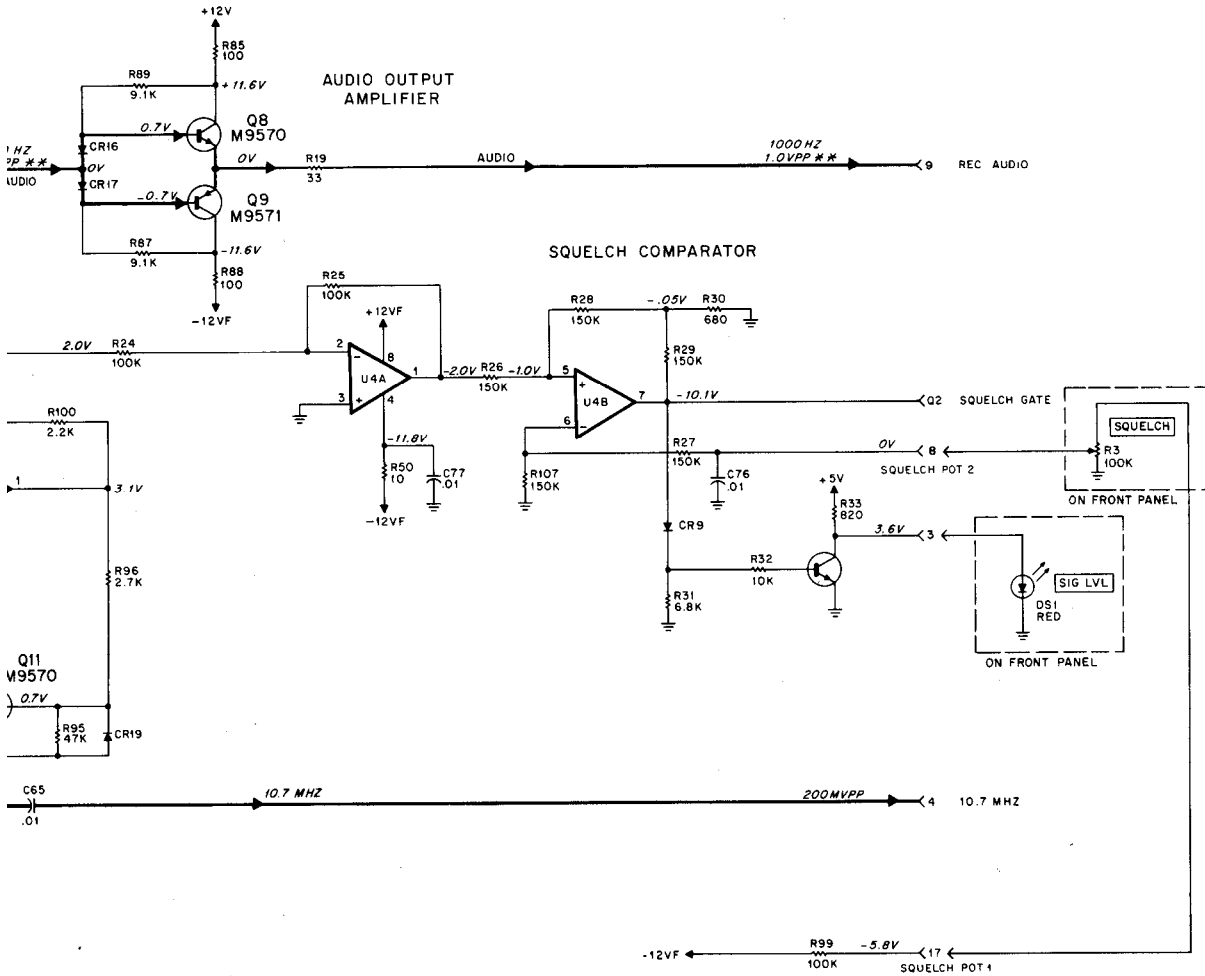 +12V
R85
100
R89
9.1K
+11.6V
AUDIO OUTPUT
AMPLIFIER
0.7V
Q8
M9570
CR16
HZ
PP **
0V
0V
R19
33
AUDIO
1000 HZ
1.0VPP **
9 REC AUDIO
AUDIO
CR17
-0.7V
Q9
M9571
R87
9.1K
-11.6V
R88
100
-12VF
SQUELCH COMPARATOR
R25
100K
+12VF
R28
150K
-.05V
R30
680
2.0V
R24
100K
2
-
8
U4A
1
3
+
4
-2.0V
R26
150K
-1.0V
R29
150K
5
+
U4B
7
6
-
-10.1V
Q2 SQUELCH GATE
R100
2.2K
-11.8V
R50
10
C77
.01
-12VF
R107
150K
R27
150K
C76
.01
0V
8
SQUELCH POT 2
SQUELCH
R3
100K
ON FRONT PANEL
1
3.1V
+5V
R33
820
CR9
3.6V
3
R96
2.7K
R32
10K
R31
6.8K
SIG LVL
DS1
RED
ON FRONT PANEL
Q11
M9570
0.7V
R95
47K
CR19
C65
.01
10.7 MHZ
200MVPP
4 10.7 MHZ
-12VF
R99
100K
-5.8V
17
SQUELCH POT 1